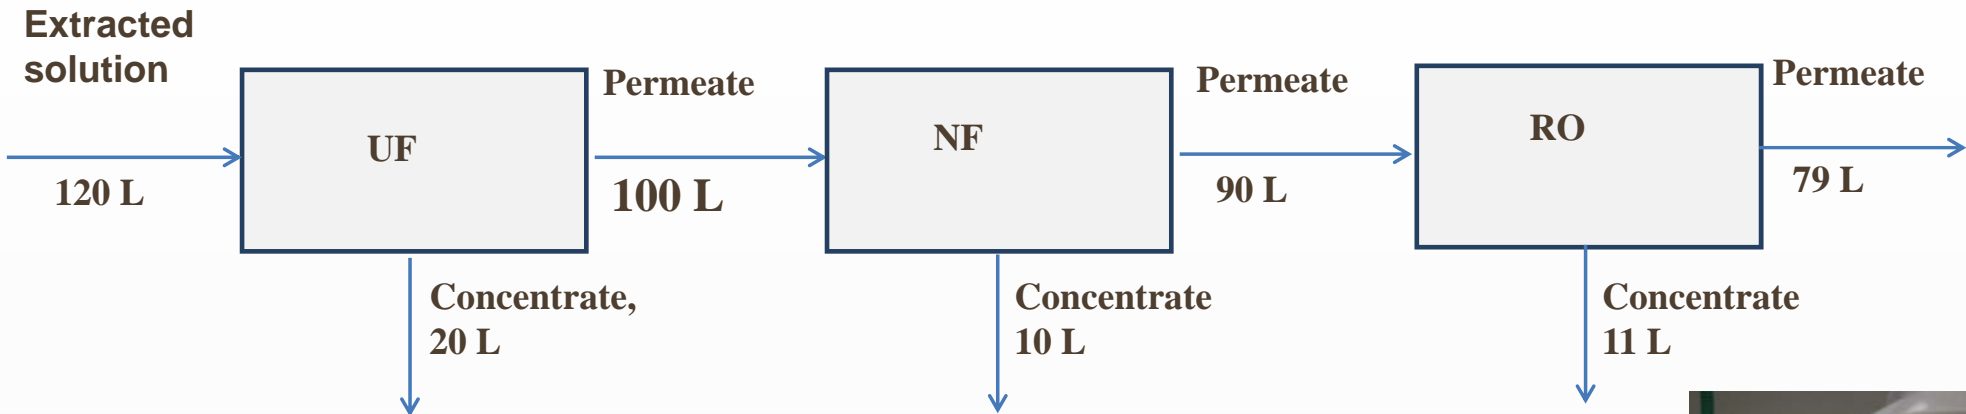 Extracted
solution
120 L
UF
Permeate
100 L
Concentrate,
20 L
NF
Permeate
90 L
Concentrate
10 L
RO
Permeate
79 L
Concentrate
11 L